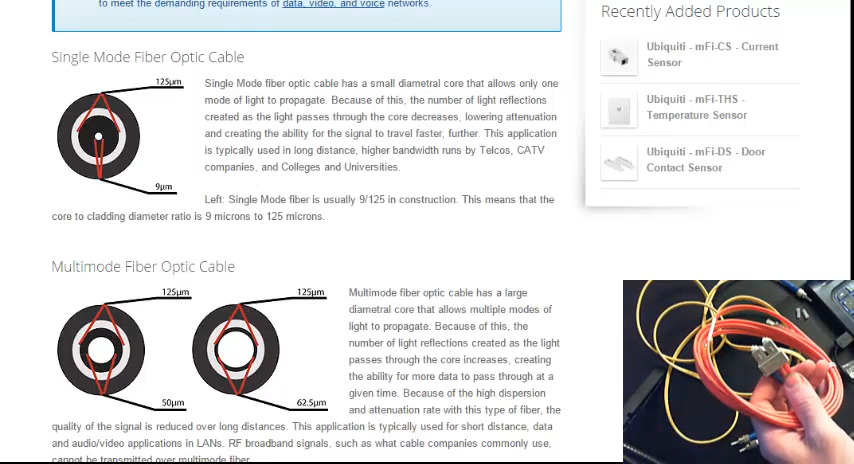 to meet the demanding requirements of data, video, and voice networks.
Recently Added Products
Ubiquiti - mFi-CS - Current
Sensor
Ubiquiti - mFi-THS -
Temperature Sensor
Ubiquiti - mFi-DS - Door
Contact Sensor
Single Mode Fiber Optic Cable
125µm
9µm
Single Mode fiber optic cable has a small diametral core that allows only one
mode of light to propagate. Because of this, the number of light reflections
created as the light passes through the core decreases, lowering attenuation
and creating the ability for the signal to travel faster, further. This application
is typically used in long distance, higher bandwidth runs by Telcos, CATV
companies, and Colleges and Universities.
Left: Single Mode fiber is usually 9/125 in construction. This means that the
core to cladding diameter ratio is 9 microns to 125 microns.
Multimode Fiber Optic Cable
125µm
125µm
50µm
62.5µm
Multimode fiber optic cable has a large
diametral core that allows multiple modes of
light to propagate. Because of this, the
number of light reflections created as the light
passes through the core increases, creating
the ability for more data to pass through at a
given time. Because of the high dispersion
and attenuation rate with this type of fiber, the
quality of the signal is reduced over long distances. This application is typically used for short distance, data
and audio/video applications in LANs. RF broadband signals, such as what cable companies commonly use,
cannot be transmitted over multimode fiber.